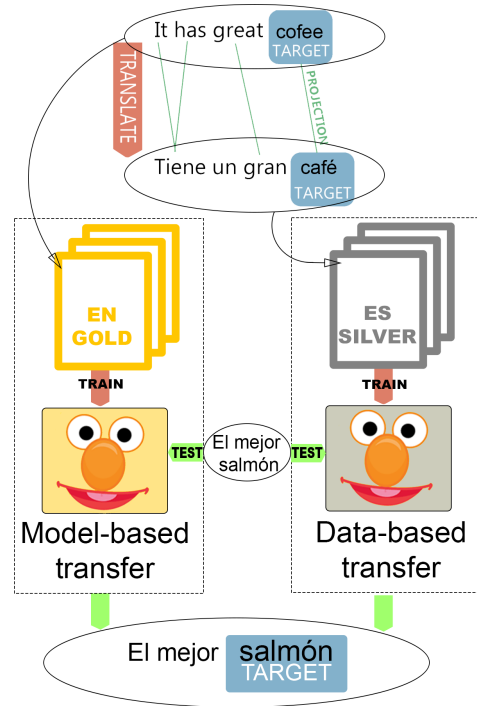 It has great cofee
TARGET
TRANSLATE
PROJECTION
Tiene un gran café
TARGET
EN
GOLD
ES
SILVER
TRAIN
TRAIN
TEST
El mejor
salmón
TEST
Model-based
transfer
Data-based
transfer
El mejor salmón
TARGET